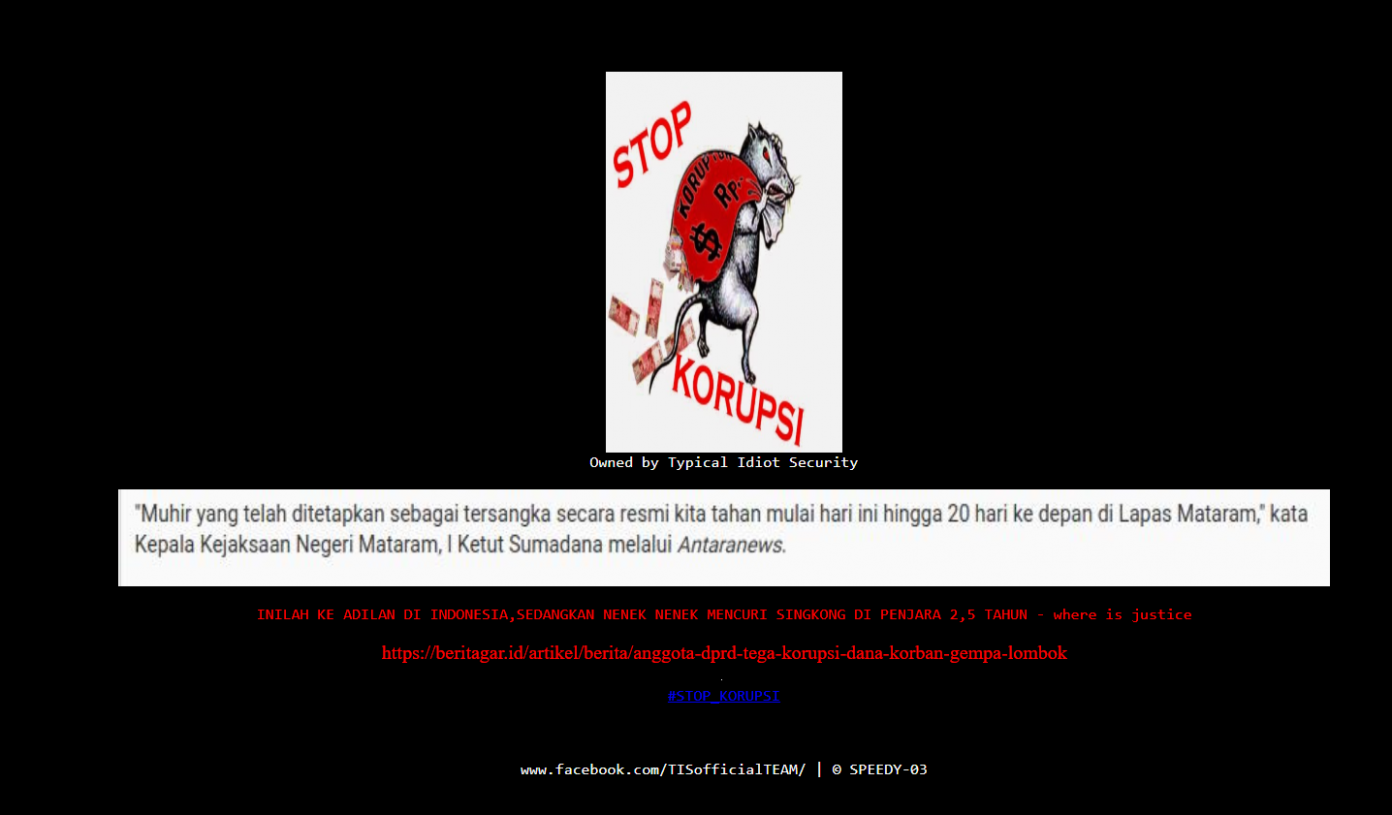 STOP
KORUPTOR
Rp.
$
KORUPSI
Owned by Typical Idiot Security
"Muhir yang telah ditetapkan sebagai tersangka secara resmi kita tahan mulai hari ini hingga 20 hari ke depan di Lapas Mataram," kata
Kepala Kejaksaan Negeri Mataram, I Ketut Sumadana melalui Antaranews.
INILAH KE ADILAN DI INDONESIA,SEDANGKAN NENEK NENEK MENCURI SINGKONG DI PENJARA 2,5 TAHUN - where is justice
https://beritagar.id/artikel/berita/anggota-dprd-tega-korupsi-dana-korban-gempa-lombok
.
#STOP_KORUPSI
www.facebook.com/TISofficialTEAM/ | © SPEEDY-03